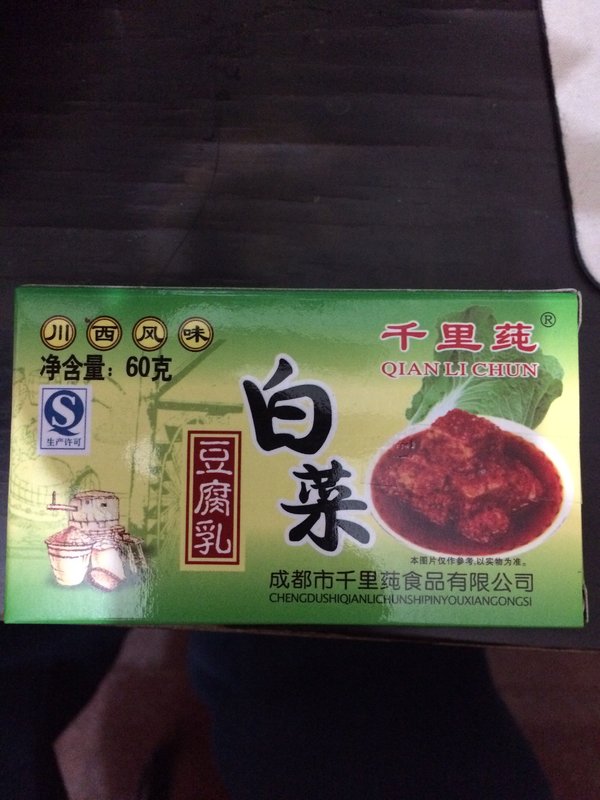 川西风味
净含量：60克
生产许可
千里莼®
QIAN LI CHUN
白菜
豆腐乳
本图片仅作参考,以实物为准。
成都市千里莼食品有限公司
CHENGDUSHIQIANLICHUNSHIPINYOUXIANGONGSI